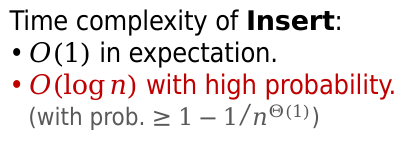 Time complexity of Insert:
• O(1) in expectation.
• O(log n) with high probability.
(with prob. ≥ 1 − 1/n^Θ(1))